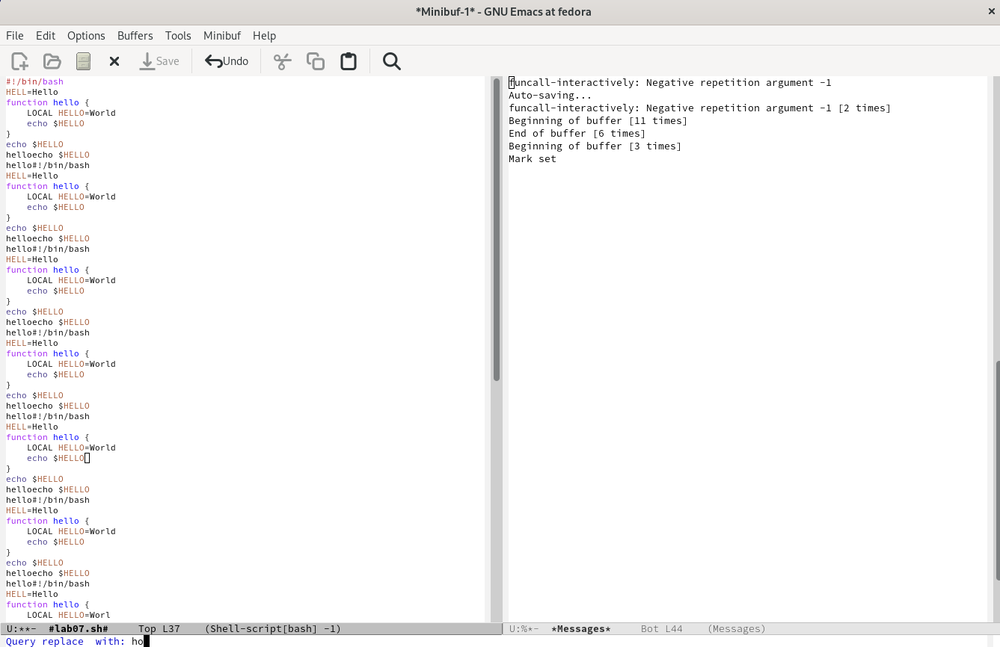 *Minibuf-1* - GNU Emacs at fedora
File Edit Options Buffers Tools Minibuf Help
Save Undo
#!/bin/bash
HELL=Hello
function hello {
    LOCAL HELLO=World
    echo $HELLO
}
echo $HELLO
helloecho $HELLO
hello#!/bin/bash
HELL=Hello
function hello {
    LOCAL HELLO=World
    echo $HELLO
}
echo $HELLO
helloecho $HELLO
hello#!/bin/bash
HELL=Hello
function hello {
    LOCAL HELLO=World
    echo $HELLO
}
echo $HELLO
helloecho $HELLO
hello#!/bin/bash
HELL=Hello
function hello {
    LOCAL HELLO=World
    echo $HELLO
}
echo $HELLO
helloecho $HELLO
hello#!/bin/bash
HELL=Hello
function hello {
    LOCAL HELLO=World
    echo $HELLO
}
echo $HELLO
helloecho $HELLO
hello#!/bin/bash
HELL=Hello
function hello {
    LOCAL HELLO=World
    echo $HELLO
}
echo $HELLO
helloecho $HELLO
hello#!/bin/bash
HELL=Hello
function hello {
    LOCAL HELLO=Worl
U:**-  #lab07.sh#     Top L37    (Shell-script[bash] -1)
funcall-interactively: Negative repetition argument -1
Auto-saving...
funcall-interactively: Negative repetition argument -1 [2 times]
Beginning of buffer [11 times]
End of buffer [6 times]
Beginning of buffer [3 times]
Mark set
U:%*-  *Messages*     Bot L44    (Messages)
Query replace  with: ho